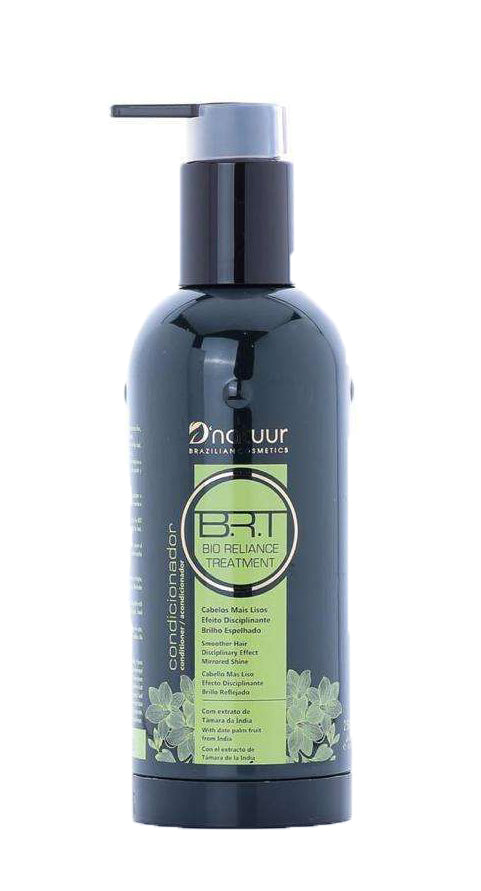 D'natuur
BRAZILIAN COSMETICS
B.R.T
BIO RELIANCE
TREATMENT
condicionador
conditioner / acondicionador
Cabelos Mais Lisos
Efeito Disciplinante
Brilho Espelhado
Smoother Hair
Disciplinary Effect
Mirrored Shine
Cabello Más Liso
Efecto Disciplinante
Brillo Reflejado
Com extrato de
Tâmara da Índia
With date palm fruit
from India
Con el extracto de
Támara de la India